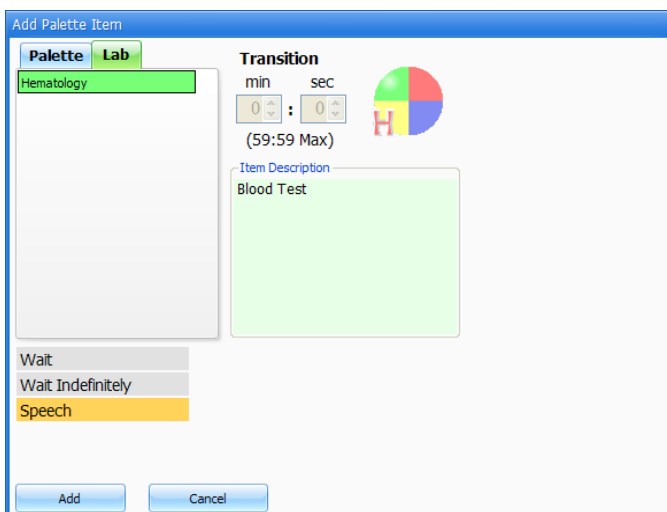 Add Palette Item
Palette Lab
Hematology
Transition
min sec
0 : 0
(59:59 Max)
H
Item Description
Blood Test
Wait
Wait Indefinitely
Speech
Add Cancel